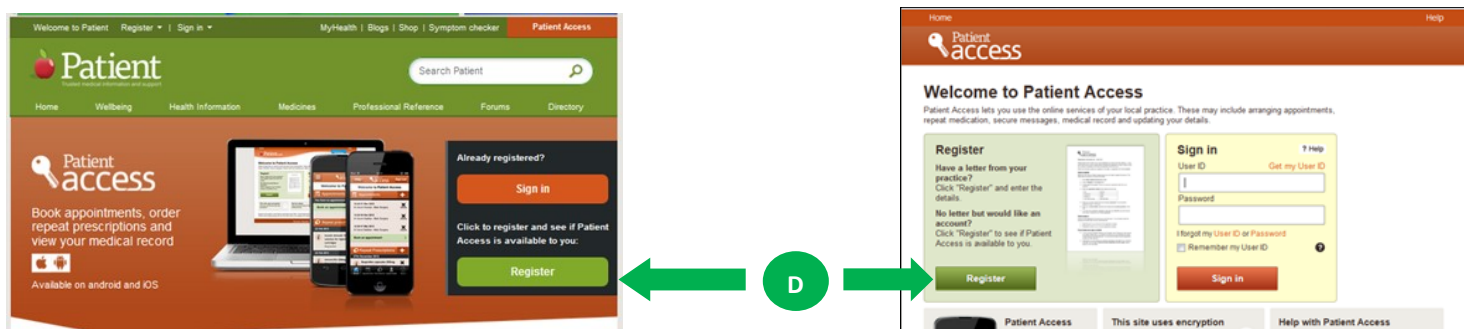 Welcome to Patient Register | Sign in MyHealth | Blogs | Shop | Symptom checker Patient Access
Patient
Trusted medical information and support
Search Patient
Home Wellbeing Health Information Medicines Professional Reference Forums Directory
Patient
access
Book appointments, order
repeat prescriptions and
view your medical record
Available on android and iOS
Already registered?
Sign in
Click to register and see if Patient
Access is available to you:
Register
D
Home Help
Patient
access
Welcome to Patient Access
Patient Access lets you use the online services of your local practice. These may include arranging appointments,
repeat medication, secure messages, medical record and updating your details.
Register
Have a letter from your
practice?
Click "Register" and enter the
details.
No letter but would like an
account?
Click "Register" to see if Patient
Access is available to you.
Register
Sign in ? Help
User ID Get my User ID
Password
I forgot my User ID or Password
Remember my User ID ?
Sign in
Patient Access
This site uses encryption
Help with Patient Access